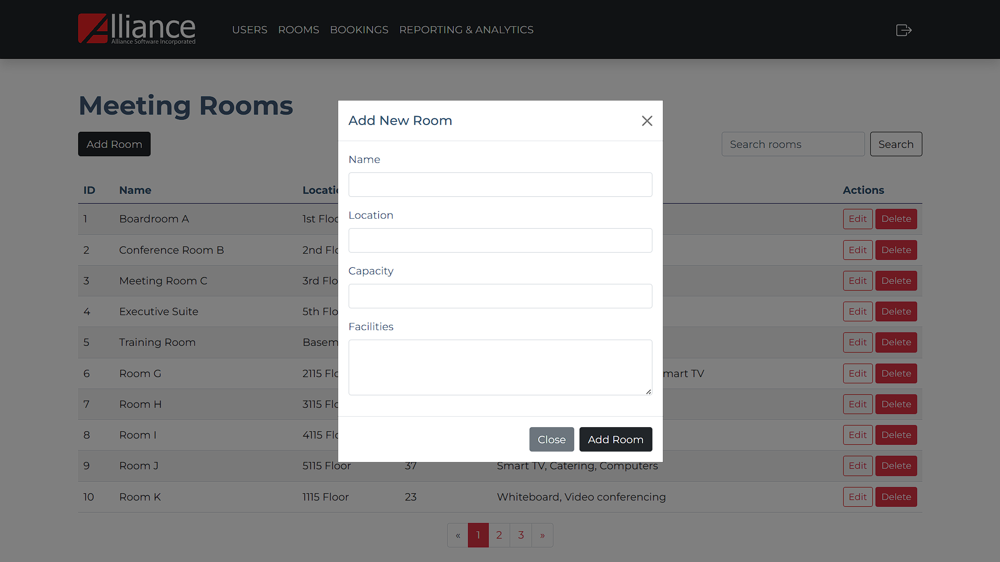 Alliance
Alliance Software Incorporated
USERS ROOMS BOOKINGS REPORTING & ANALYTICS
Meeting Rooms
Add Room
Search rooms Search
Add New Room
Name
Location
Capacity
Facilities
Close Add Room
ID Name Locatio Actions
1 Boardroom A 1st Floo Edit Delete
2 Conference Room B 2nd Flo Edit Delete
3 Meeting Room C 3rd Flo Edit Delete
4 Executive Suite 5th Flo Edit Delete
5 Training Room Basem Edit Delete
6 Room G 2115 Flo mart TV Edit Delete
7 Room H 3115 Flo Edit Delete
8 Room I 4115 Flo Edit Delete
9 Room J 5115 Floor 37 Smart TV, Catering, Computers Edit Delete
10 Room K 1115 Floor 23 Whiteboard, Video conferencing Edit Delete
« 1 2 3 »